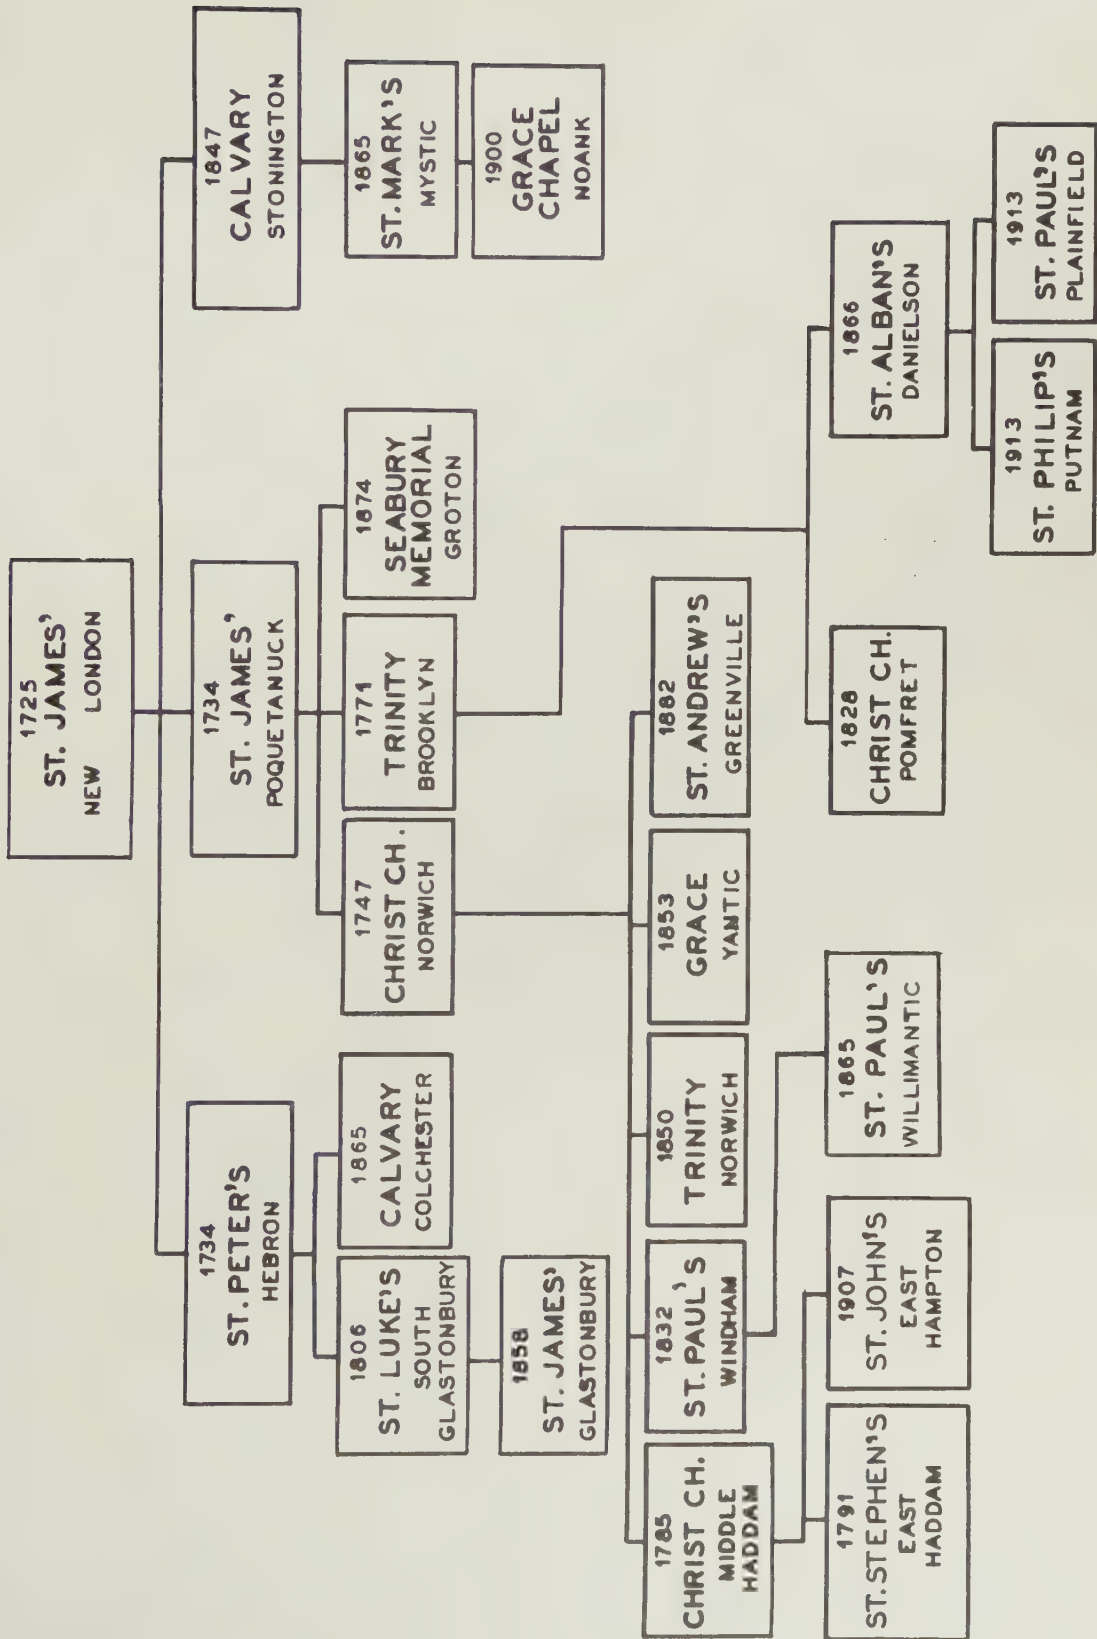 1725
ST. JAMES'
NEW LONDON
1734
ST. PETER'S
HEBRON
1734
ST. JAMES'
POQUETANUCK
1847
CALVARY
STONINGTON
1806
ST. LUKE'S
SOUTH
GLASTONBURY
1865
CALVARY
COLCHESTER
1747
CHRIST CH.
NORWICH
1771
TRINITY
BROOKLYN
1874
SEABURY
MEMORIAL
GROTON
1865
ST. MARK'S
MYSTIC
1858
ST. JAMES'
GLASTONBURY
1900
GRACE
CHAPEL
NOANK
1785
CHRIST CH.
MIDDLE
HADDAM
1832
ST. PAUL'S
WINDHAM
1850
TRINITY
NORWICH
1853
GRACE
YANTIC
1882
ST. ANDREW'S
GREENVILLE
1791
ST. STEPHEN'S
EAST
HADDAM
1907
ST. JOHN'S
EAST
HAMPTON
1865
ST. PAUL'S
WILLIMANTIC
1828
CHRIST CH.
POMFRET
1866
ST. ALBAN'S
DANIELSON
1913
ST. PHILIP'S
PUTNAM
1913
ST. PAUL'S
PLAINFIELD